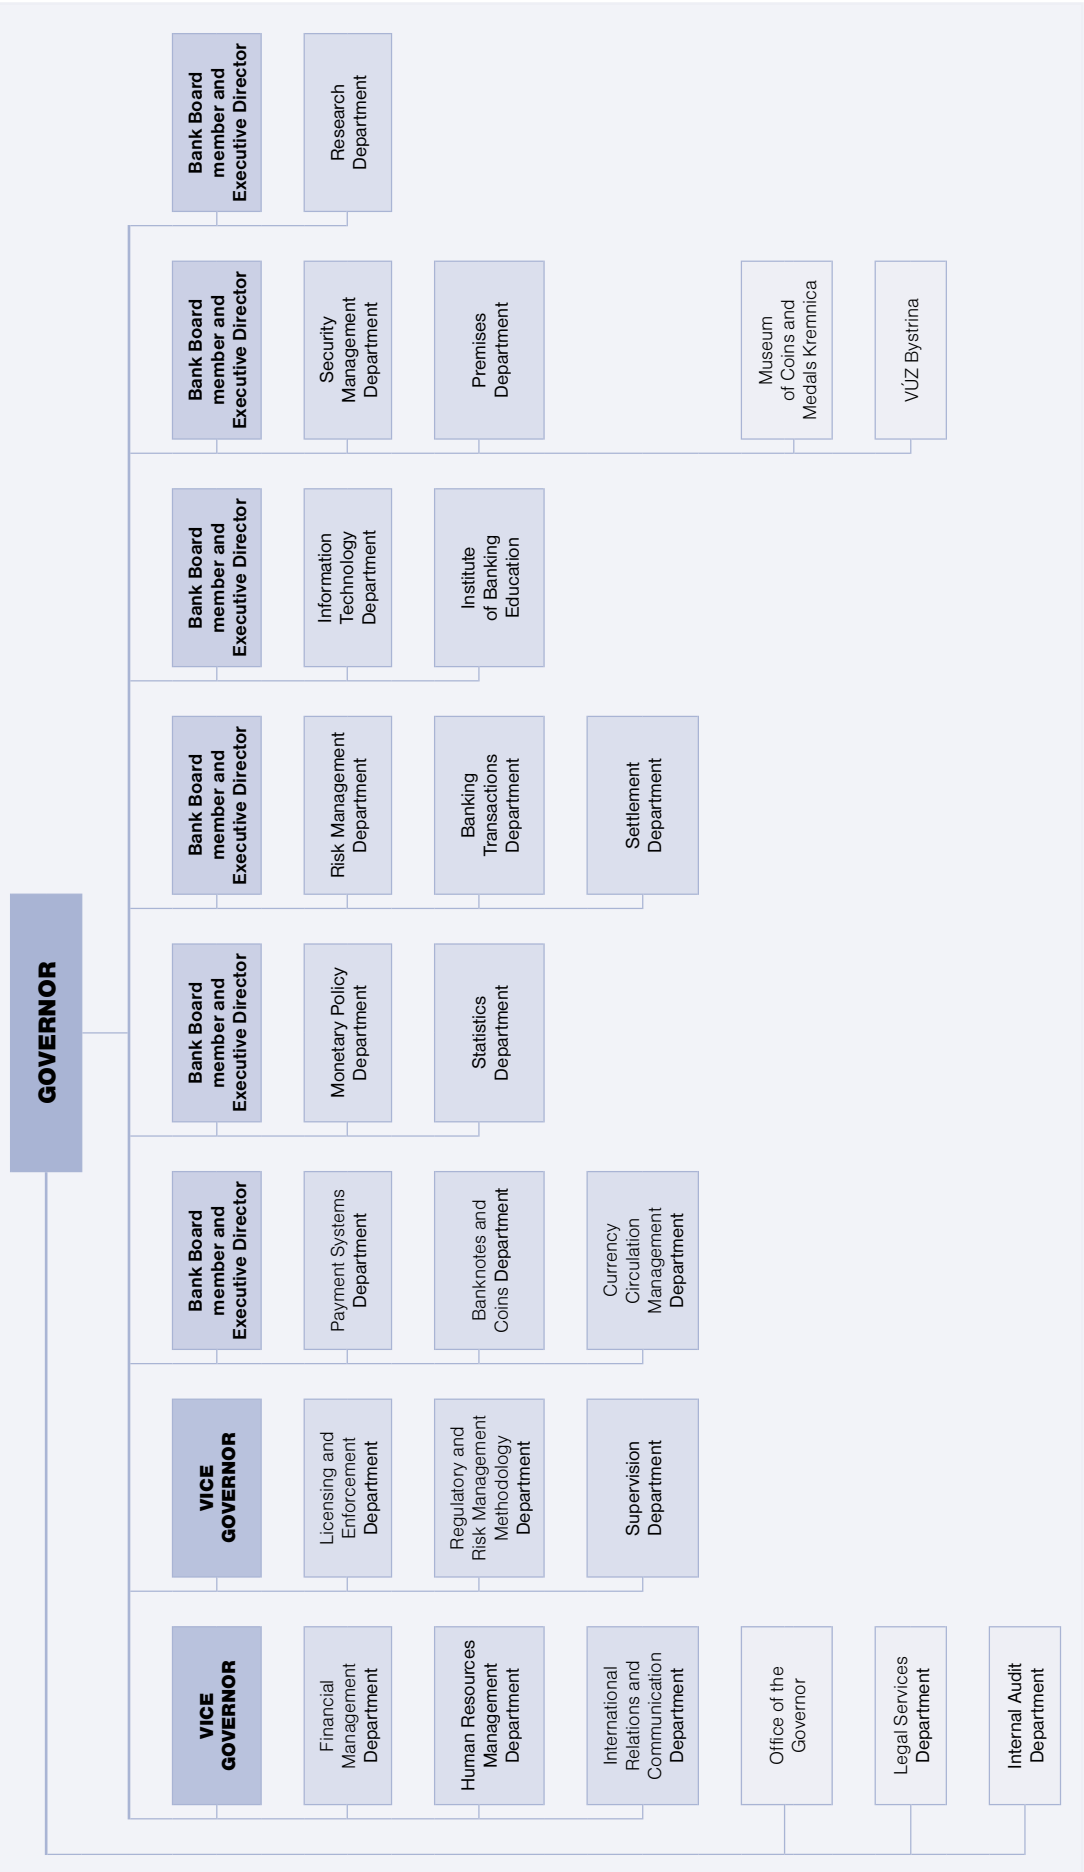 GOVERNOR
VICE
GOVERNOR
Financial
Management
Department
Human Resources
Management
Department
International
Relations and
Communication
Department
Office of the
Governor
Legal Services
Department
Internal Audit
Department
VICE
GOVERNOR
Licensing and
Enforcement
Department
Regulatory and
Risk Management
Methodology
Department
Supervision
Department
Bank Board
member and
Executive Director
Payment Systems
Department
Banknotes and
Coins Department
Currency
Circulation
Management
Department
Bank Board
member and
Executive Director
Monetary Policy
Department
Statistics
Department
Bank Board
member and
Executive Director
Risk Management
Department
Banking
Transactions
Department
Settlement
Department
Bank Board
member and
Executive Director
Information
Technology
Department
Institute
of Banking
Education
Bank Board
member and
Executive Director
Security
Management
Department
Premises
Department
Museum
of Coins and
Medals Kremnica
VÚZ Bystrina
Bank Board
member and
Executive Director
Research
Department